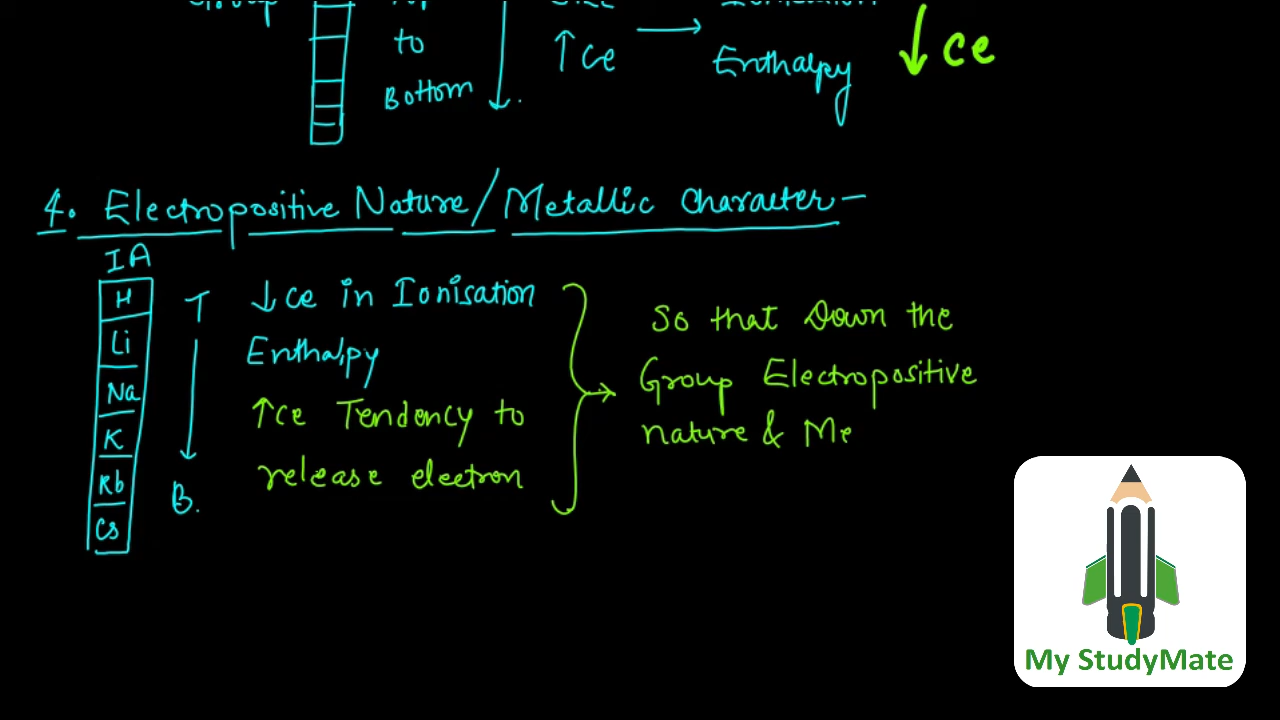 to
↑ce → Enthalpy ↓ce
Bottom
4. Electropositive Nature/Metallic Character-
IA
H
Li
Na
K
Rb
Cs
T
B.
↓ce in Ionisation
Enthalpy
↑ce Tendency to
release electron
So that Down the
Group Electropositive
nature & Me
My StudyMate